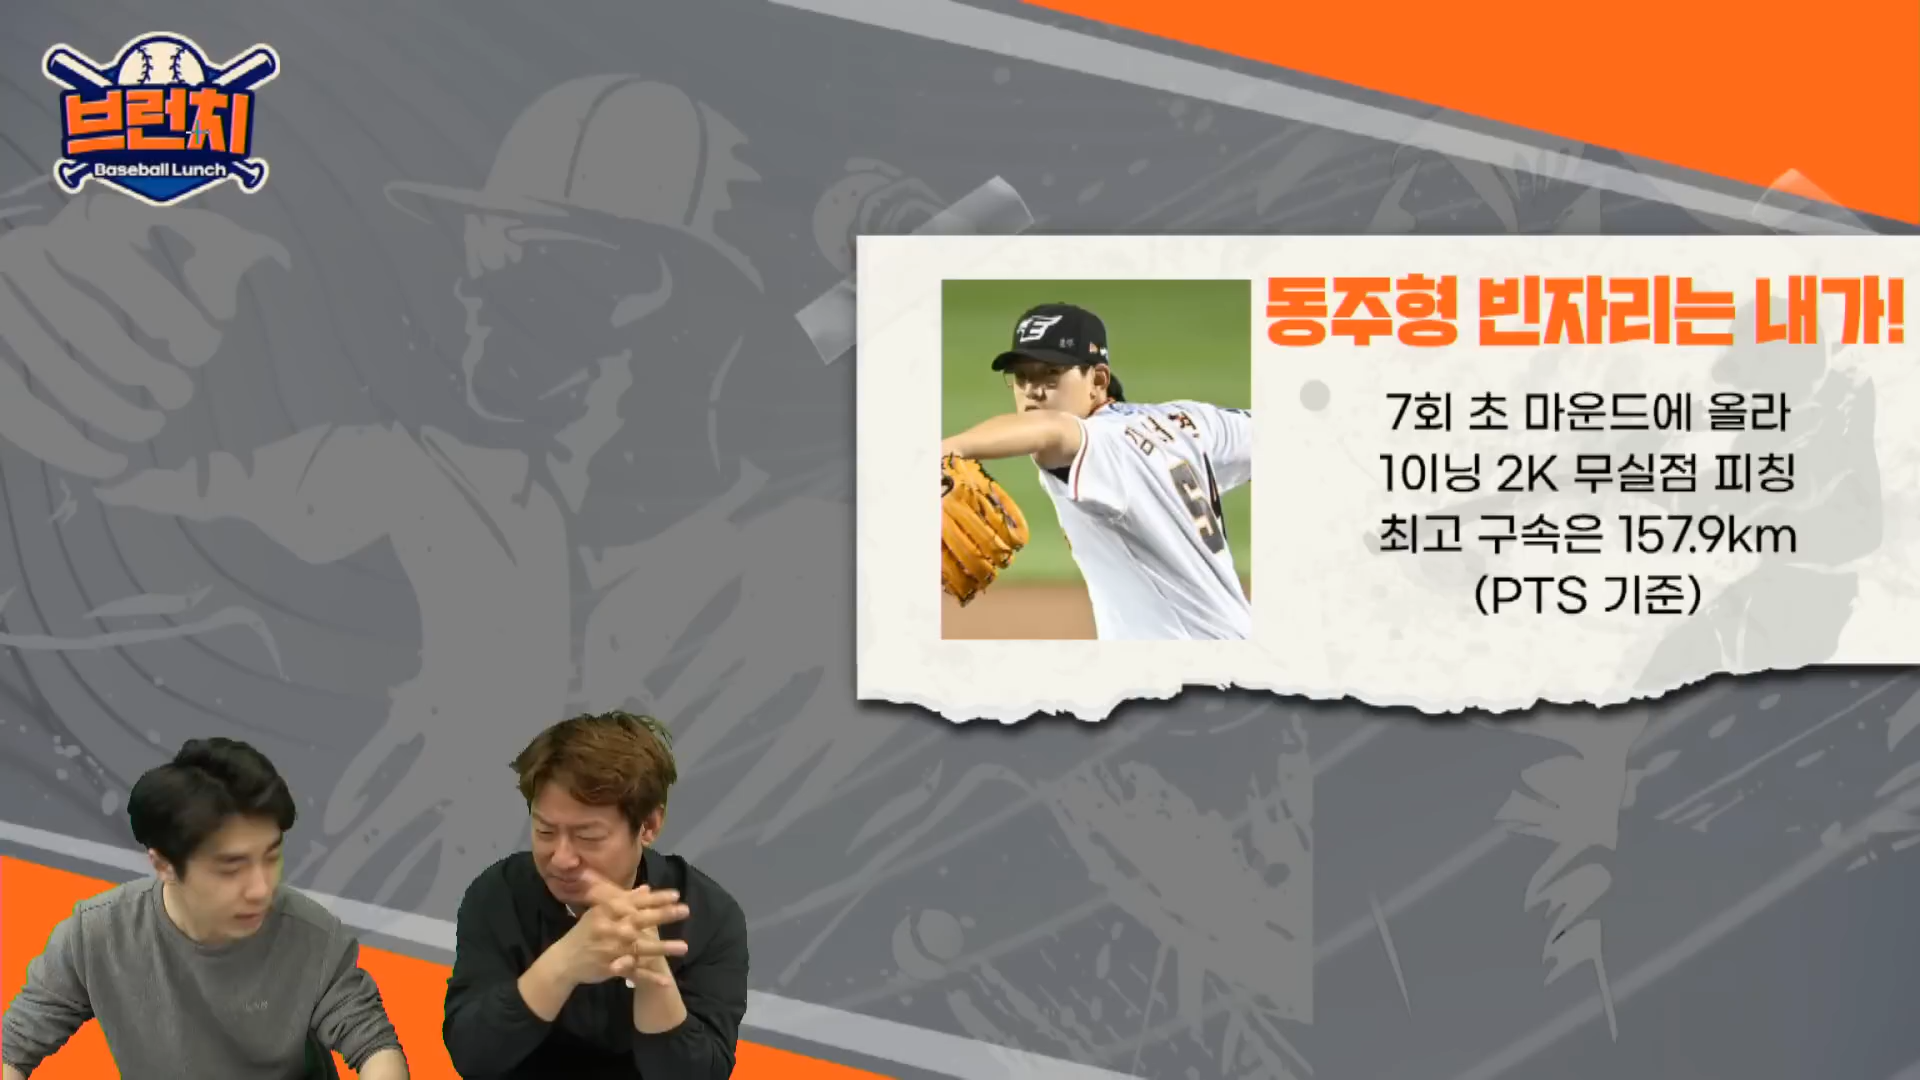 브런치
Baseball Lunch
동주형 빈자리는 내가!
7회 초 마운드에 올라
1이닝 2K 무실점 피칭
최고 구속은 157.9km
(PTS 기준)